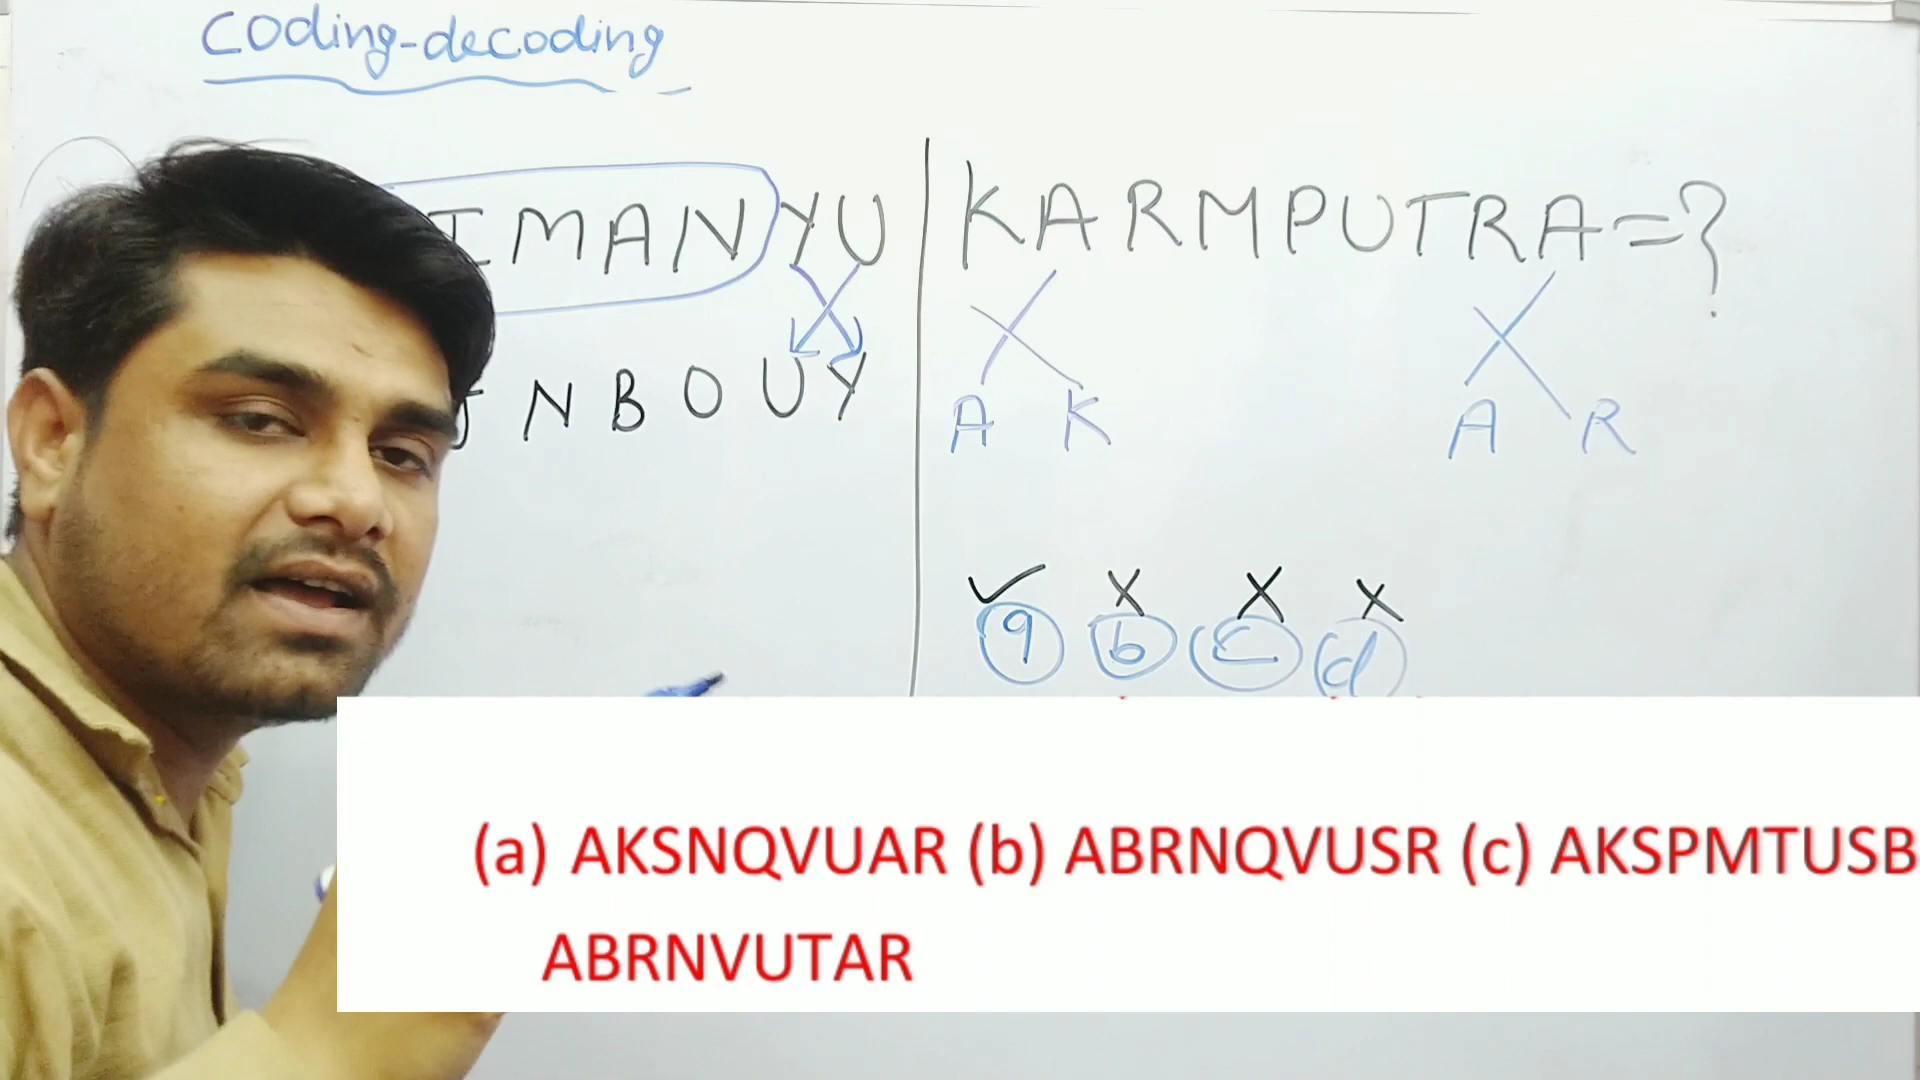 Coding-decoding
IMANYU
KARMPUTRA=?
JNBOUY
A K
A R
a b c d
(a) AKSNQVUAR (b) ABRNQVUSR (c) AKSPMTUSB
ABRNVUTAR